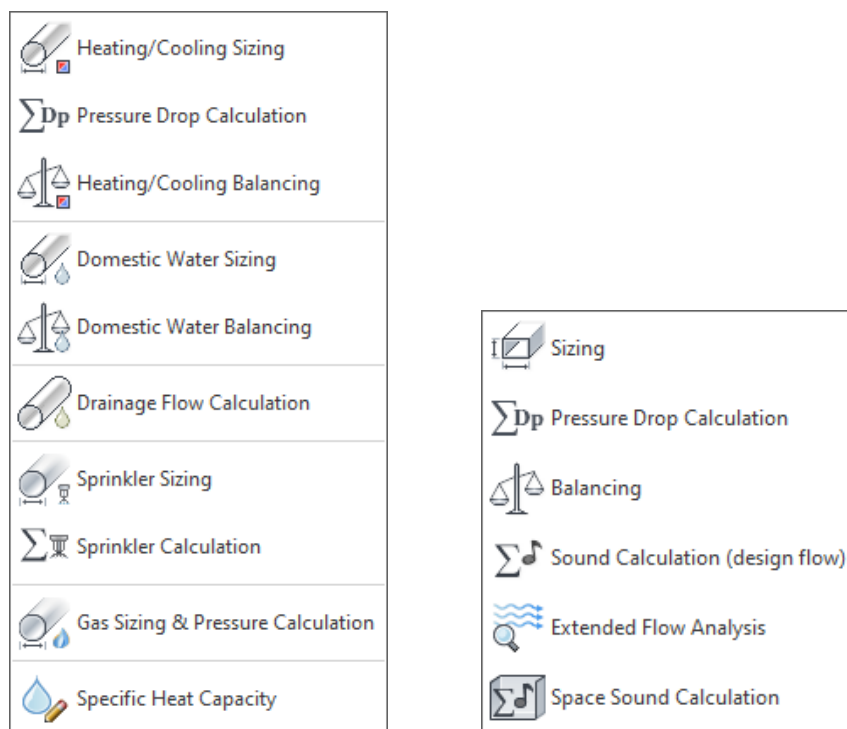 Heating/Cooling Sizing
ΣDp Pressure Drop Calculation
Heating/Cooling Balancing
Domestic Water Sizing
Domestic Water Balancing
Drainage Flow Calculation
Sprinkler Sizing
Σ Sprinkler Calculation
Gas Sizing & Pressure Calculation
Specific Heat Capacity
Sizing
ΣDp Pressure Drop Calculation
Balancing
Σ Sound Calculation (design flow)
Extended Flow Analysis
Σ Space Sound Calculation